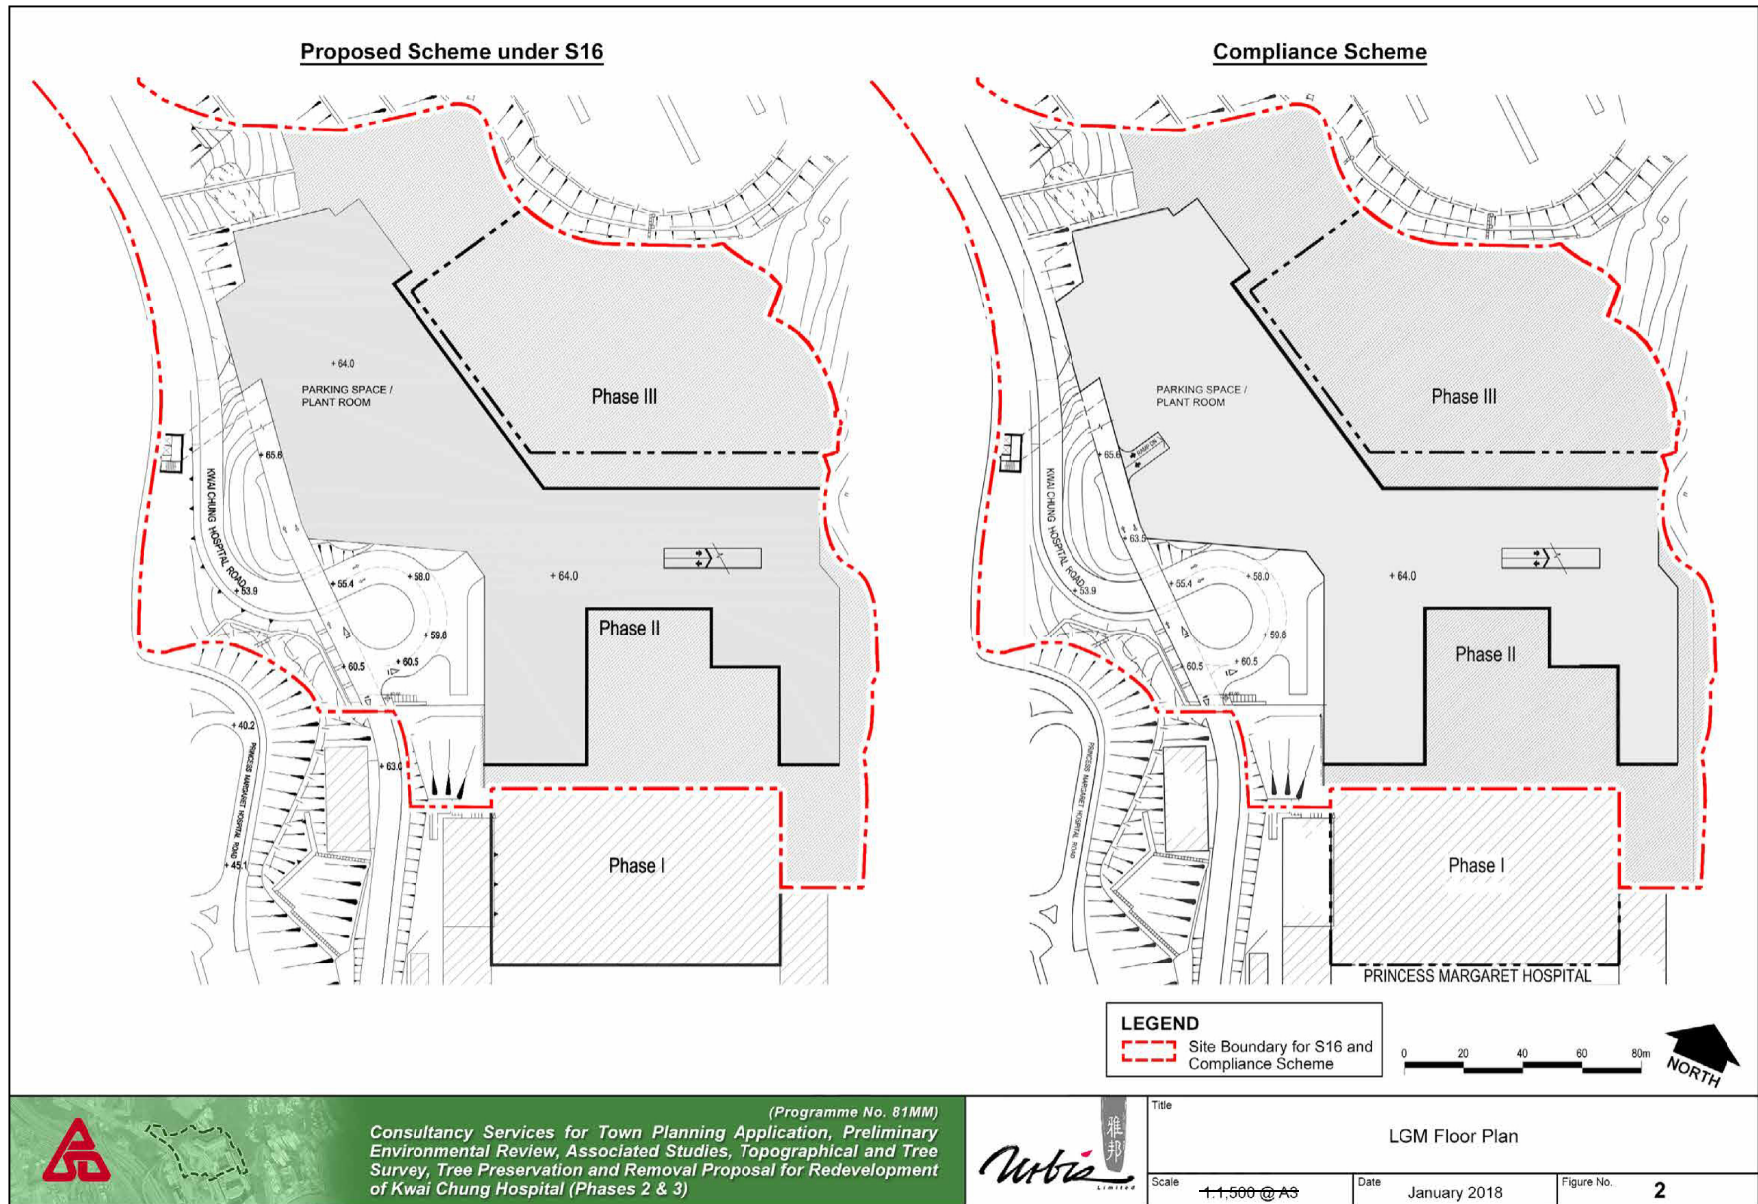 Proposed Scheme under S16
+ 64.0
PARKING SPACE /
PLANT ROOM
Phase III
+ 65.6
KWAI CHUNG HOSPITAL ROAD
+ 53.9
+ 55.4
+ 58.0
+ 59.6
+ 60.5
+ 60.5
+ 64.0
Phase II
+ 40.2
PRINCESS MARGARET HOSPITAL ROAD
+ 63.0
+ 45.1
Phase I
Compliance Scheme
PARKING SPACE /
PLANT ROOM
Phase III
+ 65.6
KWAI CHUNG HOSPITAL ROAD
+ 63.5
+ 53.9
+ 55.4
+ 58.0
+ 59.6
+ 60.5
+ 60.5
+ 64.0
Phase II
PRINCESS MARGARET HOSPITAL ROAD
Phase I
PRINCESS MARGARET HOSPITAL
LEGEND
Site Boundary for S16 and
Compliance Scheme
0 20 40 60 80m
NORTH
(Programme No. 81MM)
Consultancy Services for Town Planning Application, Preliminary
Environmental Review, Associated Studies, Topographical and Tree
Survey, Tree Preservation and Removal Proposal for Redevelopment
of Kwai Chung Hospital (Phases 2 & 3)
urbis
雅邦
Limited
Title
LGM Floor Plan
Scale
1:1,500 @ A3
Date
January 2018
Figure No.
2